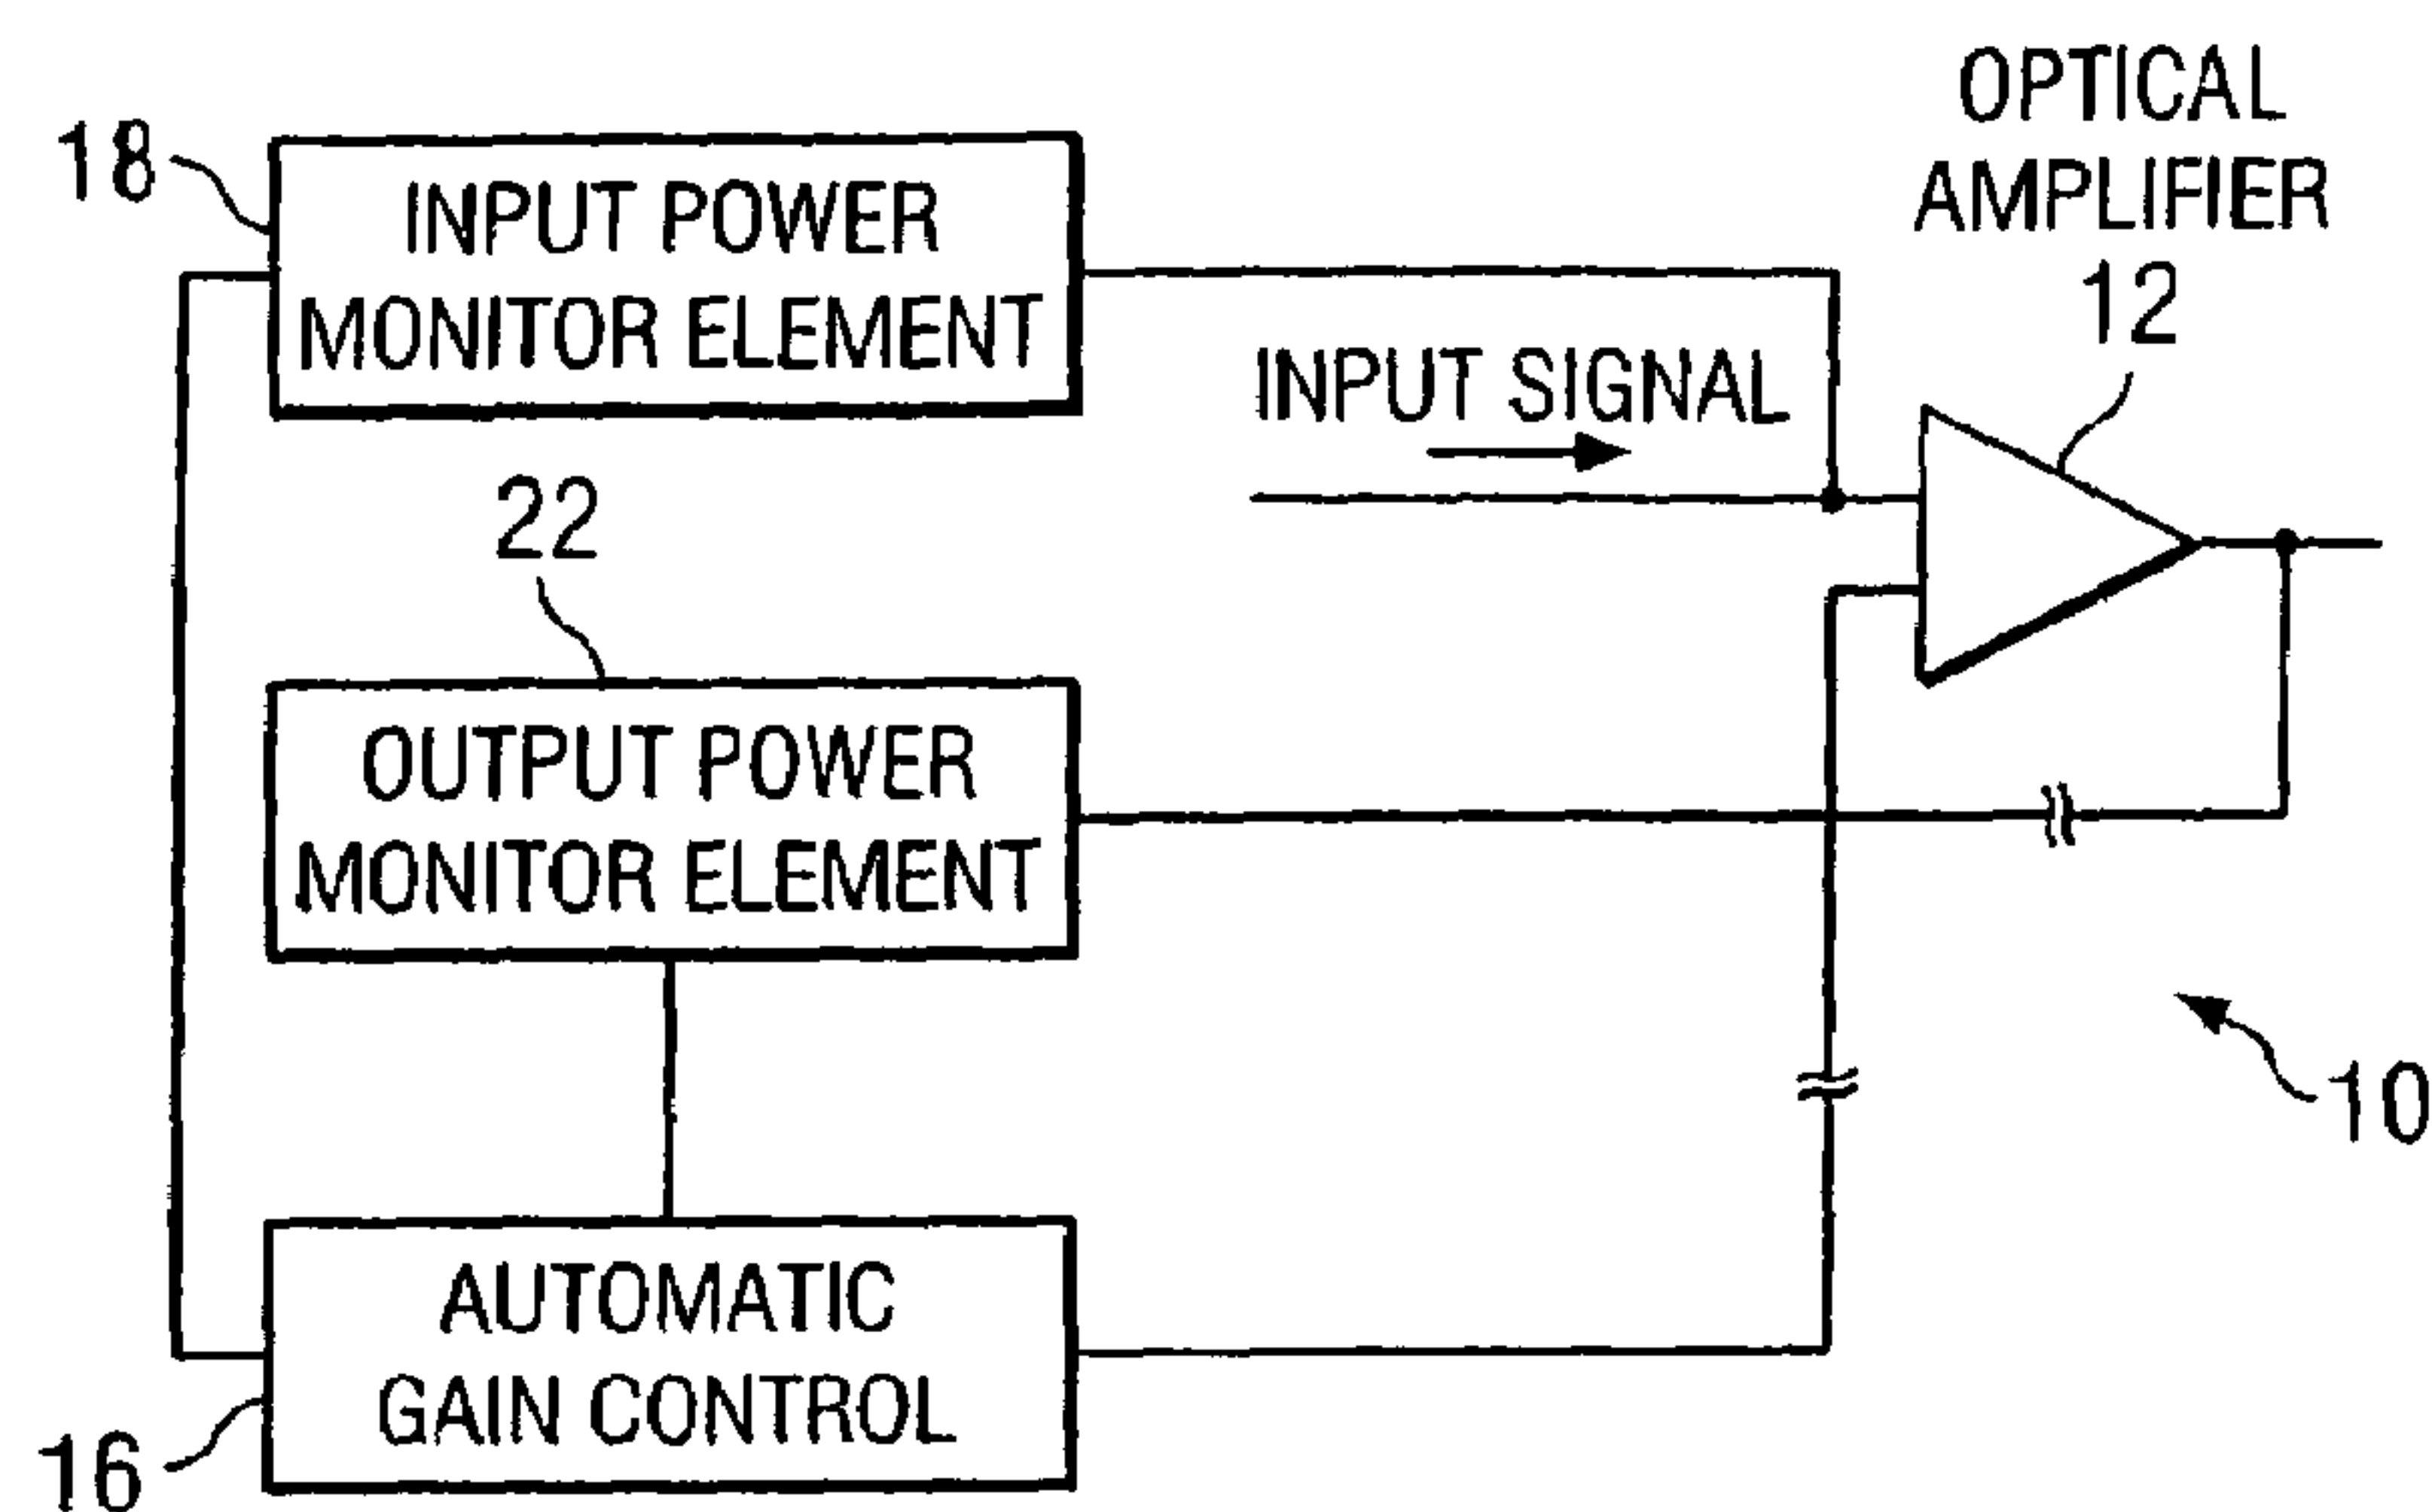 OPTICAL
AMPLIFIER
12
18
INPUT POWER
MONITOR ELEMENT
INPUT SIGNAL
22
OUTPUT POWER
MONITOR ELEMENT
10
AUTOMATIC
GAIN CONTROL
16